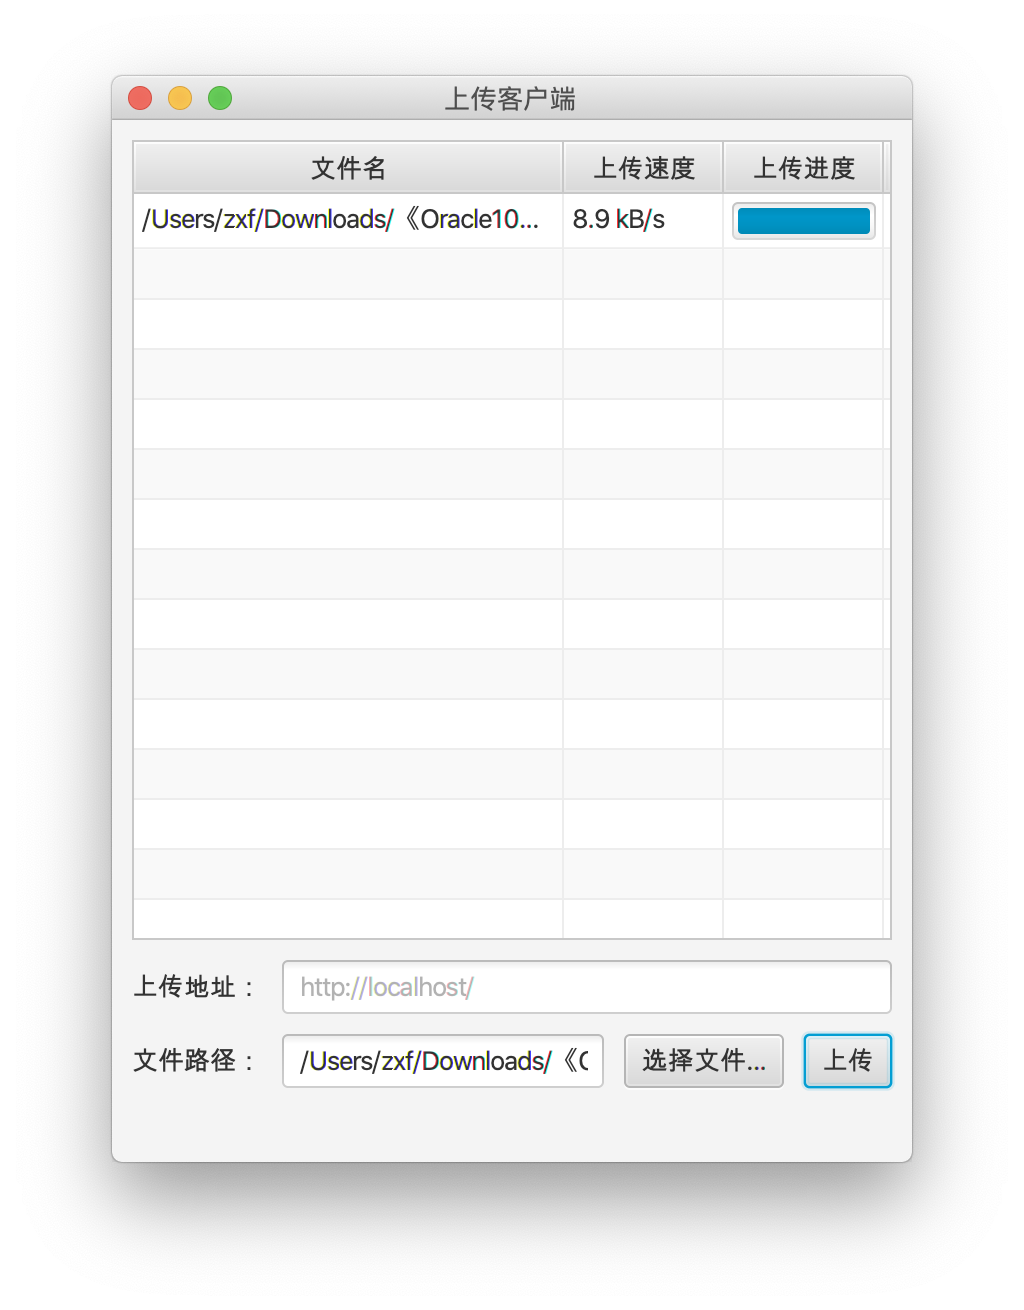 上传客户端
文件名 上传速度 上传进度
/Users/zxf/Downloads/《Oracle10... 8.9 kB/s
上传地址： http://localhost/
文件路径： /Users/zxf/Downloads/《 选择文件... 上传